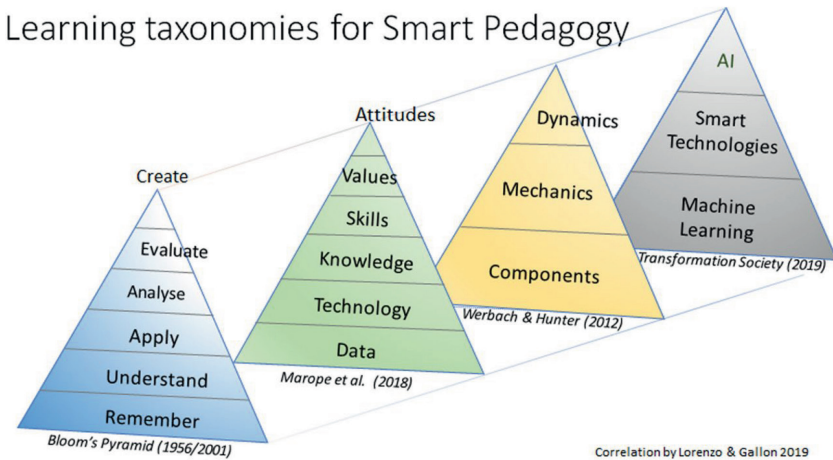 Learning taxonomies for Smart Pedagogy
Create
Evaluate
Analyse
Apply
Understand
Remember
Bloom's Pyramid (1956/2001)
Attitudes
Values
Skills
Knowledge
Technology
Data
Marope et al. (2018)
Dynamics
Mechanics
Components
Werbach & Hunter (2012)
AI
Smart
Technologies
Machine
Learning
Transformation Society (2019)
Correlation by Lorenzo & Gallon 2019